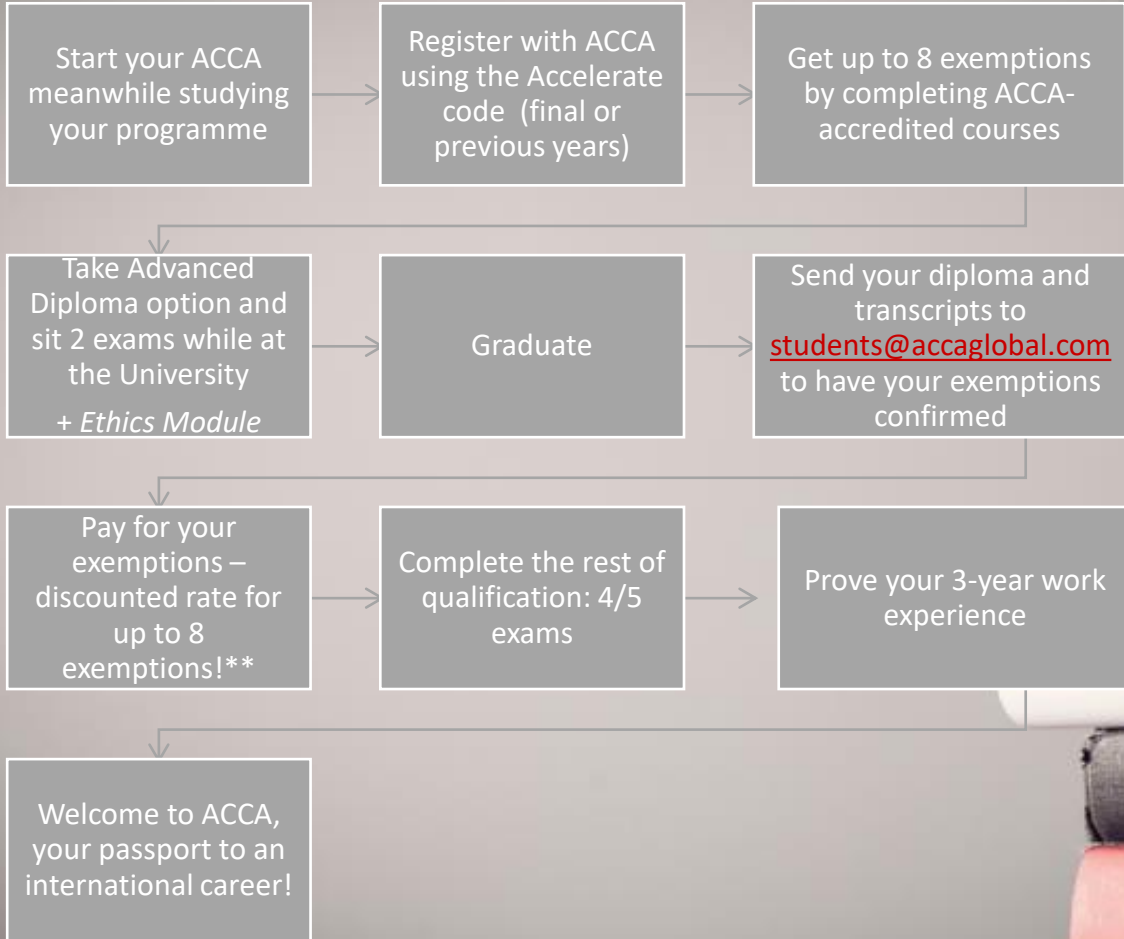 Start your ACCA
meanwhile studying
your programme
Register with ACCA
using the Accelerate
code  (final or
previous years)
Get up to 8 exemptions
by completing ACCA-
accredited courses
Take Advanced
Diploma option and
sit 2 exams while at
the University
+ Ethics Module
Graduate
Send your diploma and
transcripts to
students@accaglobal.com
to have your exemptions
confirmed
Pay for your
exemptions –
discounted rate for
up to 8
exemptions!**
Complete the rest of
qualification: 4/5
exams
Prove your 3-year work
experience
Welcome to ACCA,
your passport to an
international career!